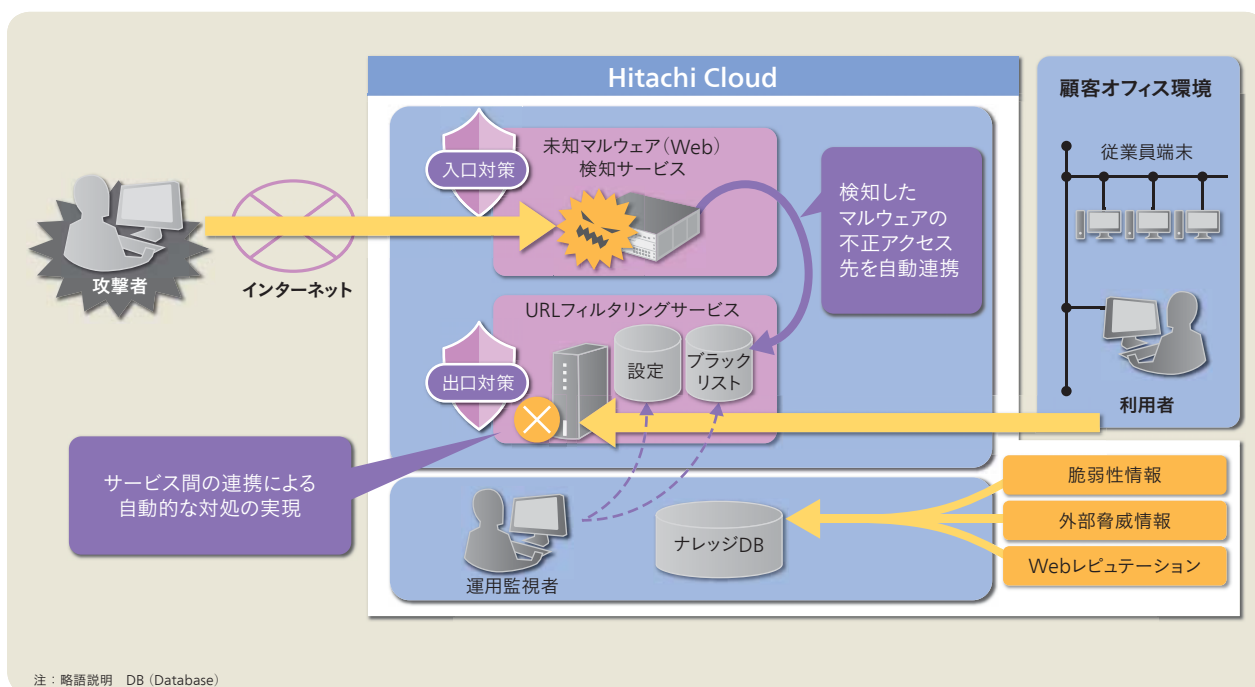 Hitachi Cloud
顧客オフィス環境
従業員端末
利用者
入口対策
未知マルウェア（Web）
検知サービス
検知した
マルウェアの
不正アクセス
先を自動連携
攻撃者
インターネット
URLフィルタリングサービス
出口対策
設定
ブラック
リスト
サービス間の連携による
自動的な対処の実現
運用監視者
ナレッジDB
脆弱性情報
外部脅威情報
Webレピュテーション
注：略語説明　DB（Database）